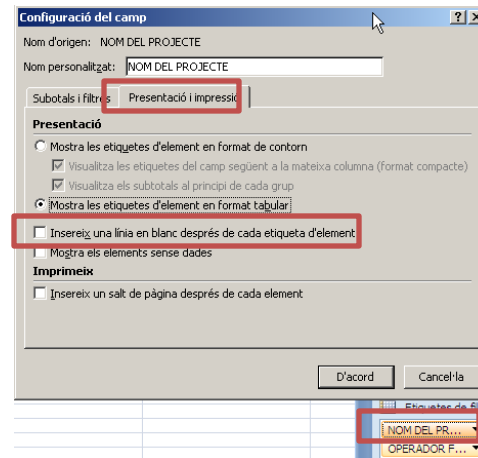 Configuració del camp
Nom d'origen: NOM DEL PROJECTE
Nom personalitzat: NOM DEL PROJECTE
Subotals i filtres Presentació i impressió
Presentació
Mostra les etiquetes d'element en format de contorn
Visualitza les etiquetes del camp següent a la mateixa columna (format compacte)
Visualitza els subtotals al principi de cada grup
Mostra les etiquetes d'element en format tabular
Insereix una línia en blanc després de cada etiqueta d'element
Mostra els elements sense dades
Imprimeix
Insereix un salt de pàgina després de cada element
D'acord Cancel·la
Etiquetes de fi
NOM DEL PR...
OPERADOR F...